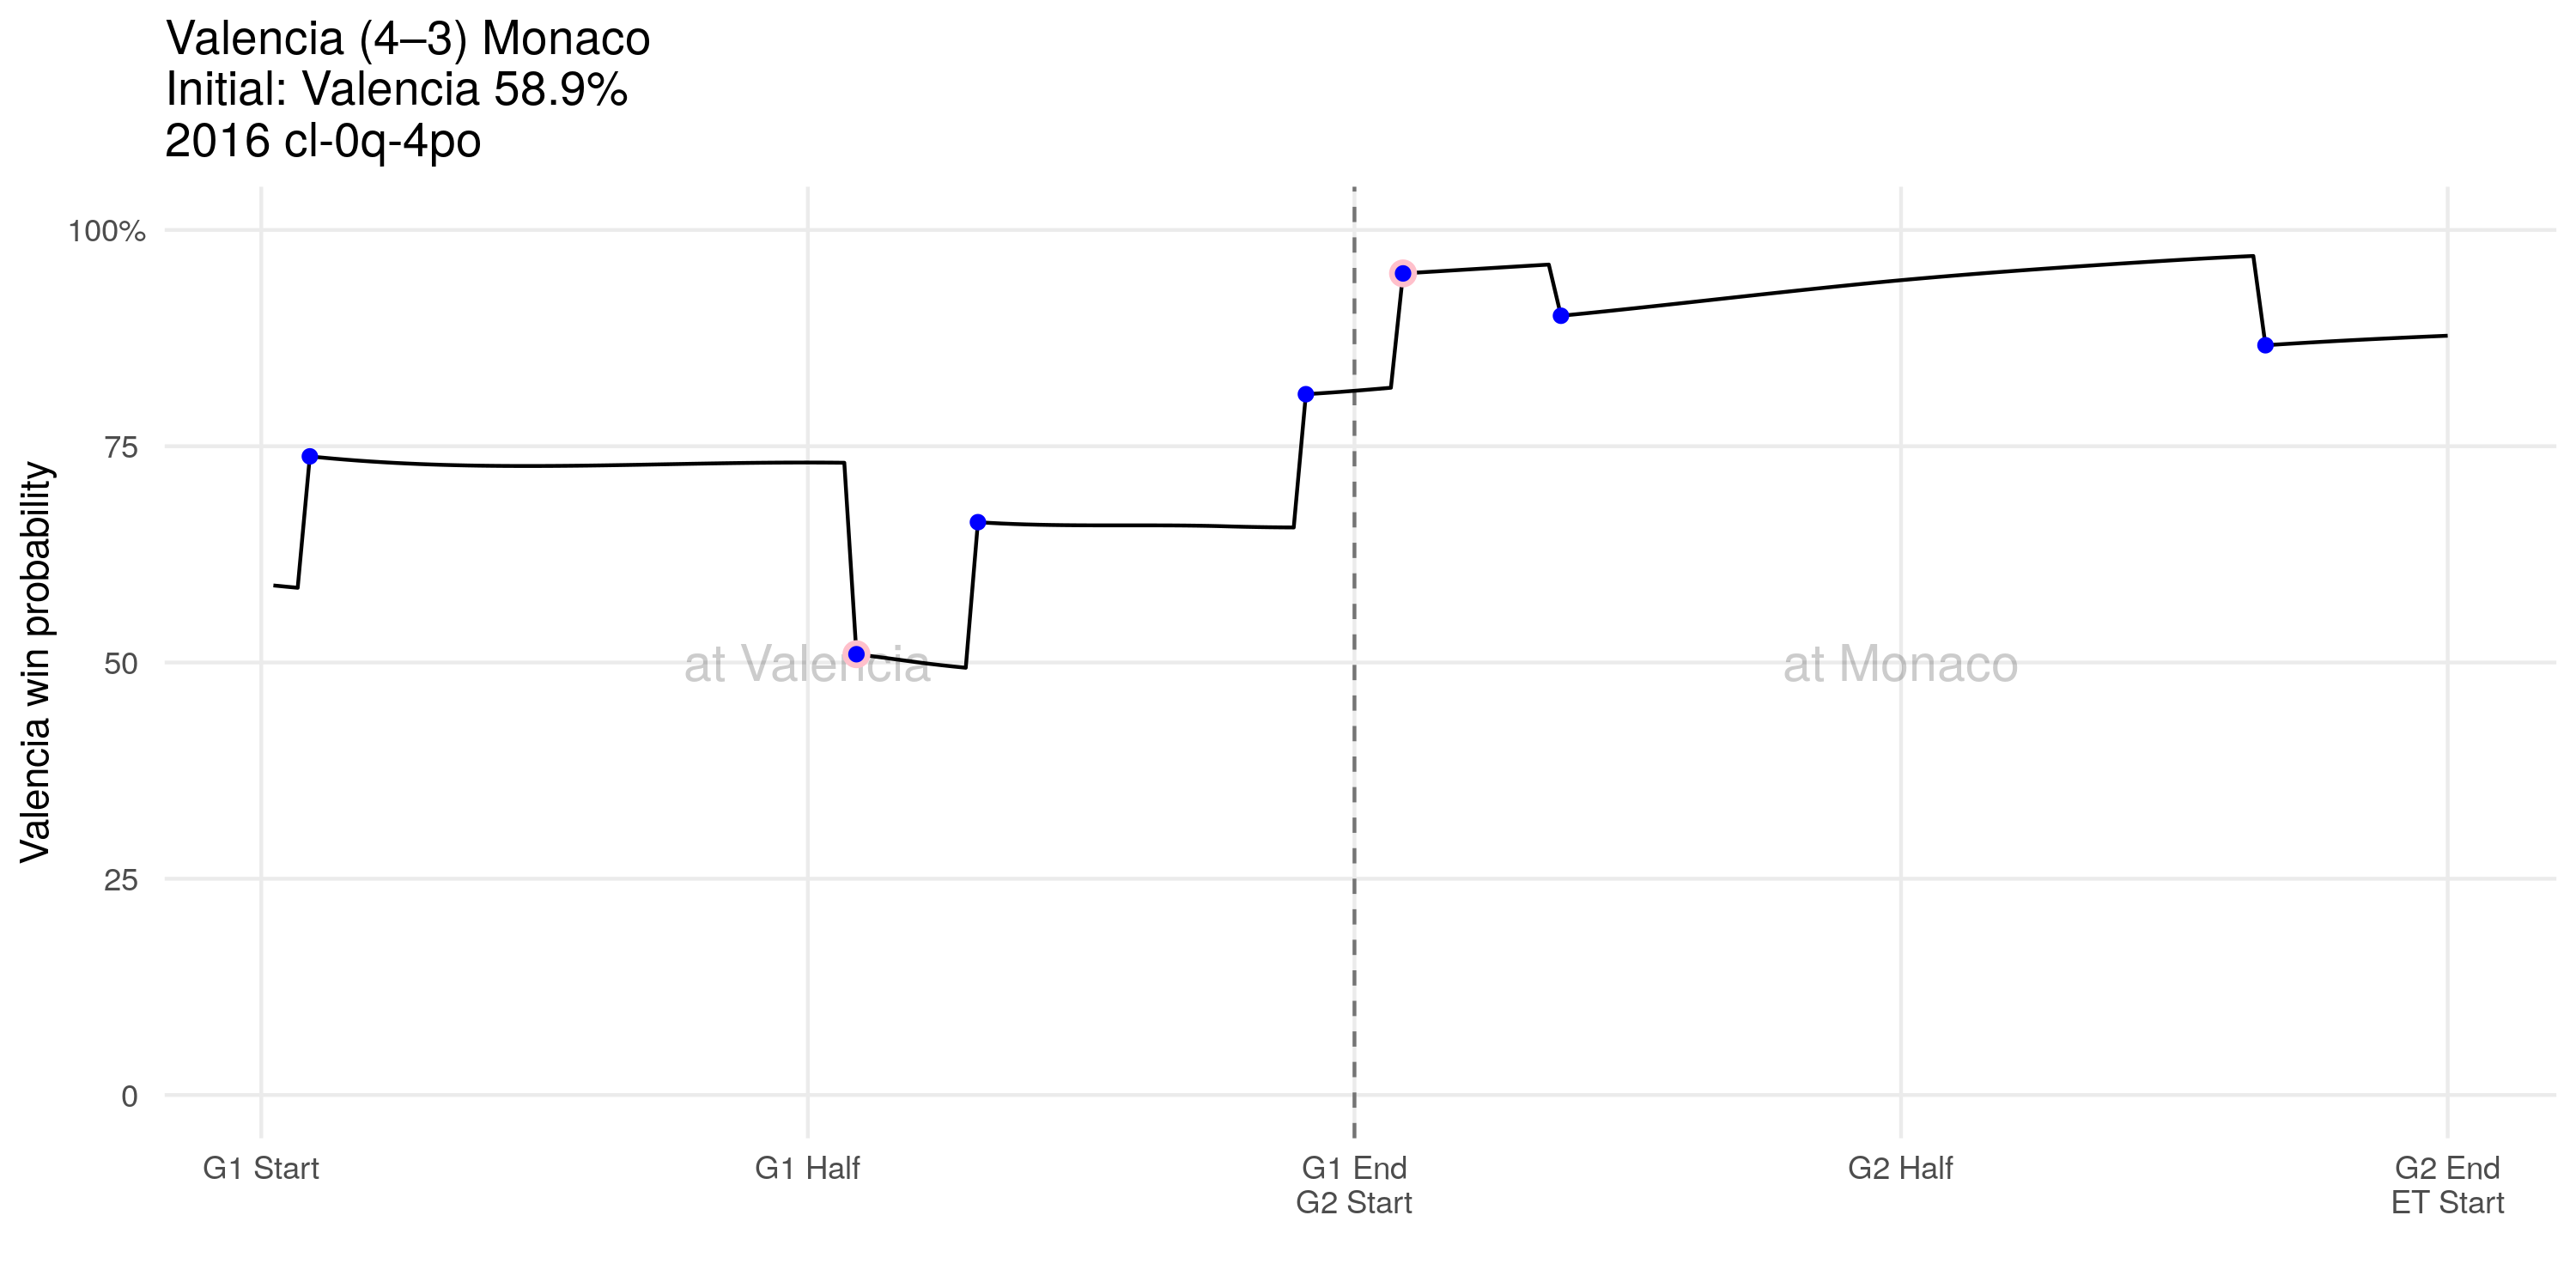 Valencia (4–3) Monaco
Initial: Valencia 58.9%
2016 cl-0q-4po
Valencia win probability
100%
75
50
25
0
at Valencia
at Monaco
G1 Start
G1 Half
G1 End
G2 Start
G2 Half
G2 End
ET Start